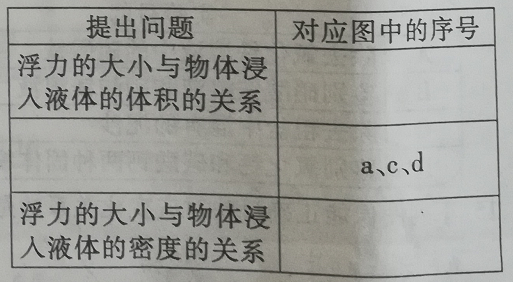 提出问题
对应图中的序号
浮力的大小与物体浸
入液体的体积的关系
a、c、d
浮力的大小与物体浸
入液体的密度的关系